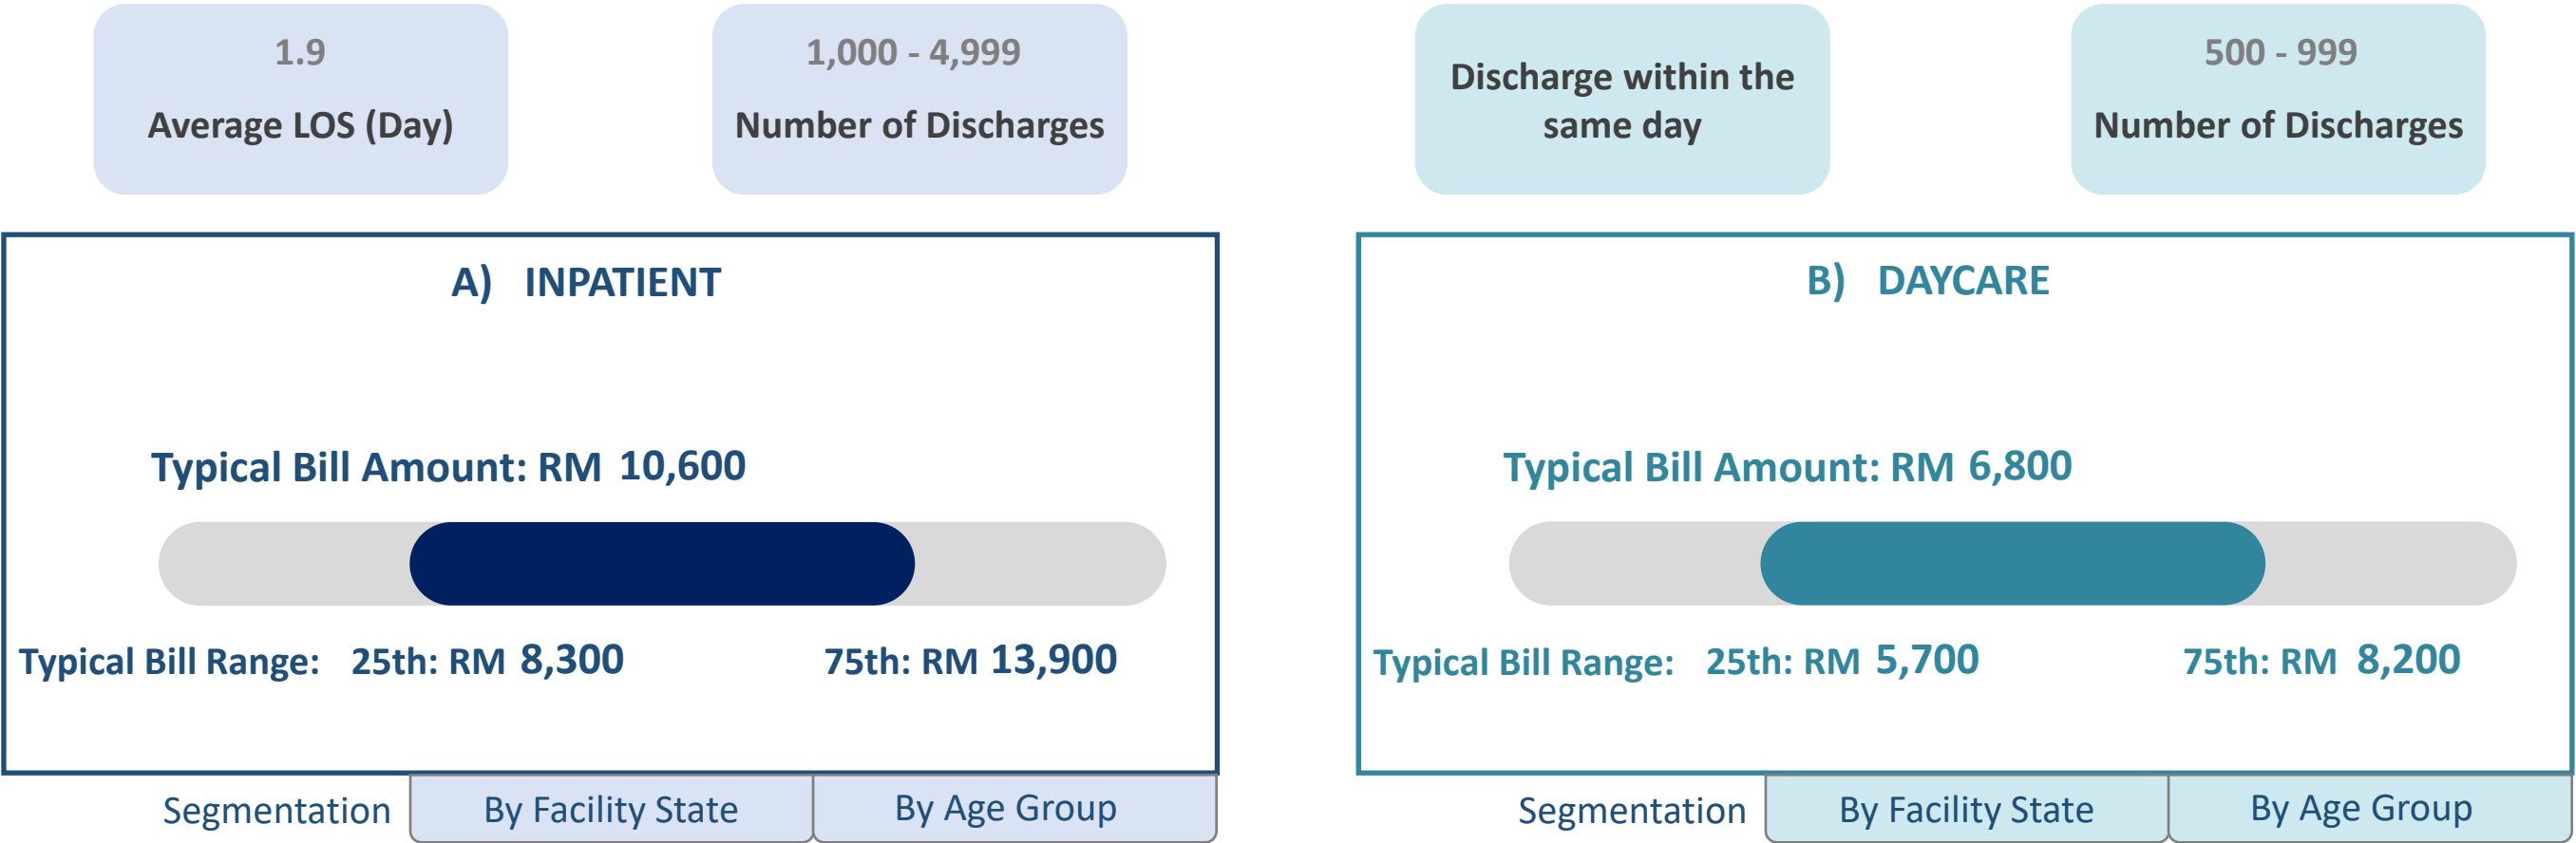 1.9
Average LOS (Day)
1,000 - 4,999
Number of Discharges
Discharge within the
same day
500 - 999
Number of Discharges
A) INPATIENT
Typical Bill Amount: RM 10,600
Typical Bill Range: 25th: RM 8,300 75th: RM 13,900
Segmentation By Facility State By Age Group
B) DAYCARE
Typical Bill Amount: RM 6,800
Typical Bill Range: 25th: RM 5,700 75th: RM 8,200
Segmentation By Facility State By Age Group